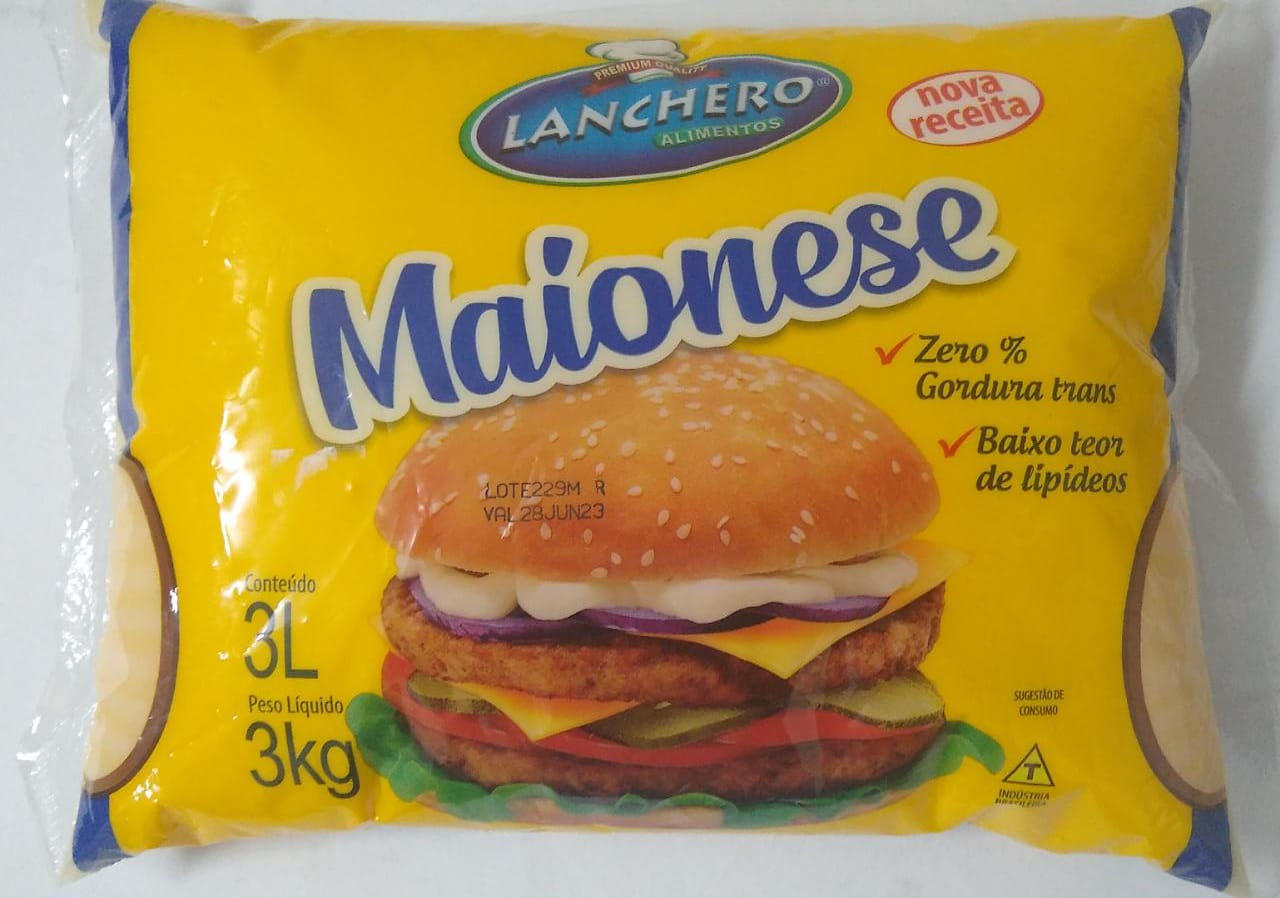 PREMIUM QUALITY
LANCHERO®
ALIMENTOS
nova
receita
Maionese
Zero %
Gordura trans
Baixo teor
de lipídeos
LOTE229M R
VAL28JUN23
Conteúdo
3L
Peso Líquido
3kg
SUGESTÃO DE
CONSUMO
T
INDÚSTRIA
BRASILEIRA